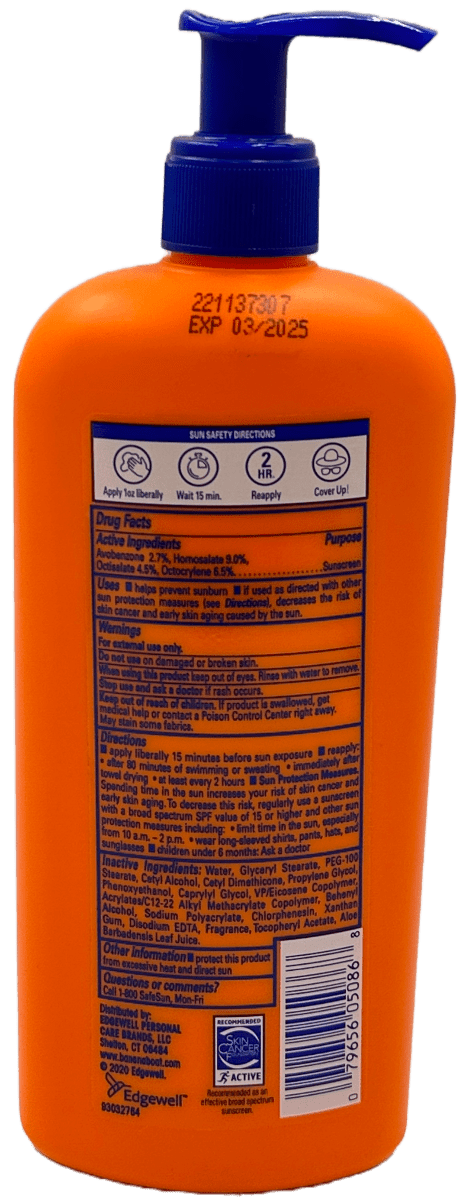 221137307
EXP 03/2025
SUN SAFETY DIRECTIONS
2
HR.
Apply 1oz liberally Wait 15 min. Reapply Cover Up!
Drug Facts
Active Ingredients Purpose
Avobenzone 2.7%, Homosalate 9.0%,
Octisalate 4.5%, Octocrylene 6.5%..........................Sunscreen
Uses ■ helps prevent sunburn ■ if used as directed with other
sun protection measures (see Directions), decreases the risk of
skin cancer and early skin aging caused by the sun.
Warnings
For external use only.
Do not use on damaged or broken skin.
When using this product keep out of eyes. Rinse with water to remove.
Stop use and ask a doctor if rash occurs.
Keep out of reach of children. If product is swallowed, get
medical help or contact a Poison Control Center right away.
May stain some fabrics.
Directions
■ apply liberally 15 minutes before sun exposure ■ reapply:
• after 80 minutes of swimming or sweating • immediately after
towel drying • at least every 2 hours ■ Sun Protection Measures.
Spending time in the sun increases your risk of skin cancer and
early skin aging. To decrease this risk, regularly use a sunscreen
with a broad spectrum SPF value of 15 or higher and other sun
protection measures including: • limit time in the sun, especially
from 10 a.m. – 2 p.m. • wear long-sleeved shirts, pants, hats, and
sunglasses ■ children under 6 months: Ask a doctor
Inactive Ingredients: Water, Glyceryl Stearate, PEG-100
Stearate, Cetyl Alcohol, Cetyl Dimethicone, Propylene Glycol,
Phenoxyethanol, Caprylyl Glycol, VP/Eicosene Copolymer,
Acrylates/C12-22 Alkyl Methacrylate Copolymer, Behenyl
Alcohol, Sodium Polyacrylate, Chlorphenesin, Xanthan
Gum, Disodium EDTA, Fragrance, Tocopheryl Acetate, Aloe
Barbadensis Leaf Juice.
Other information ■ protect this product
from excessive heat and direct sun
Questions or comments?
Call 1-800 SafeSun, Mon-Fri
Distributed by:
EDGEWELL PERSONAL
CARE BRANDS, LLC
Shelton, CT 06484
www.bananaboat.com
© 2020 Edgewell.
Edgewell™
93032764
RECOMMENDED
SKIN
CANCER
FOUNDATION
ACTIVE
Recommended as an
effective broad spectrum
sunscreen.
0 79656 05086 8